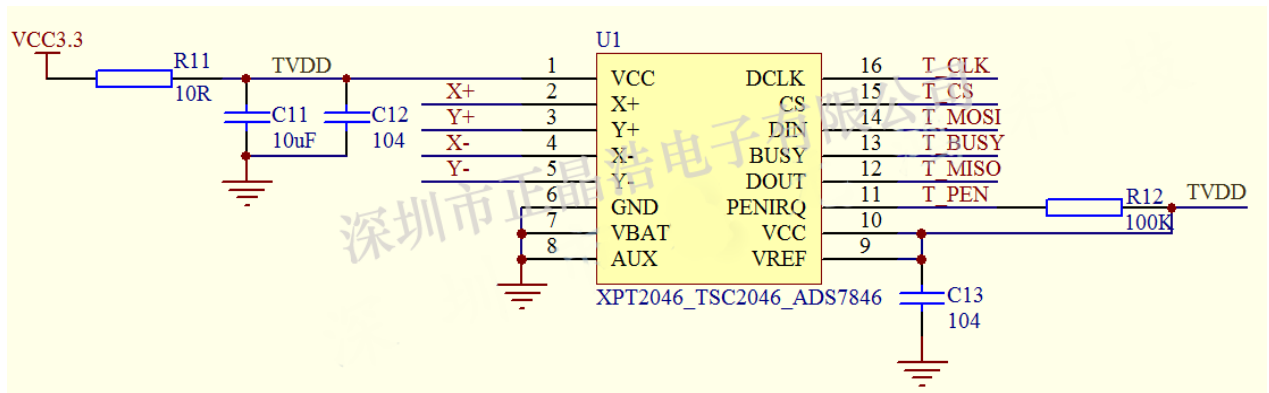 VCC3.3
R11
10R
TVDD
C11
10uF
C12
104
U1
1 VCC DCLK 16 T_CLK
X+ 2 X+ CS 15 T_CS
Y+ 3 Y+ DIN 14 T_MOSI
X- 4 X- BUSY 13 T_BUSY
Y- 5 Y- DOUT 12 T_MISO
6 GND PENIRQ 11 T_PEN
7 VBAT VCC 10
8 AUX VREF 9
R12
100K
TVDD
XPT2046_TSC2046_ADS7846
C13
104
深圳市正晶浩电子有限公司